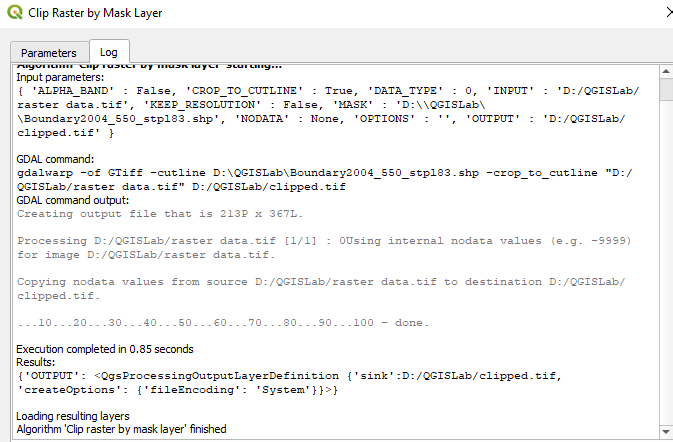 Clip Raster by Mask Layer
Parameters
Log
Algorithm 'Clip raster by mask layer' starting...
Input parameters:
{ 'ALPHA_BAND' : False, 'CROP_TO_CUTLINE' : True, 'DATA_TYPE' : 0, 'INPUT' : 'D:/QGISLab/
raster data.tif', 'KEEP_RESOLUTION' : False, 'MASK' : 'D:\\QGISLab\
\Boundary2004_550_stpl83.shp', 'NODATA' : None, 'OPTIONS' : '', 'OUTPUT' : 'D:/QGISLab/
clipped.tif' }
GDAL command:
gdalwarp -of GTiff -cutline D:\QGISLab\Boundary2004_550_stpl83.shp -crop_to_cutline "D:/
QGISLab/raster data.tif" D:/QGISLab/clipped.tif
GDAL command output:
Creating output file that is 213P x 367L.
Processing D:/QGISLab/raster data.tif [1/1] : 0Using internal nodata values (e.g. -9999)
for image D:/QGISLab/raster data.tif.
Copying nodata values from source D:/QGISLab/raster data.tif to destination D:/QGISLab/
clipped.tif.
...10...20...30...40...50...60...70...80...90...100 - done.
Execution completed in 0.85 seconds
Results:
{'OUTPUT': <QgsProcessingOutputLayerDefinition {'sink':D:/QGISLab/clipped.tif,
'createOptions': {'fileEncoding': 'System'}}>}
Loading resulting layers
Algorithm 'Clip raster by mask layer' finished